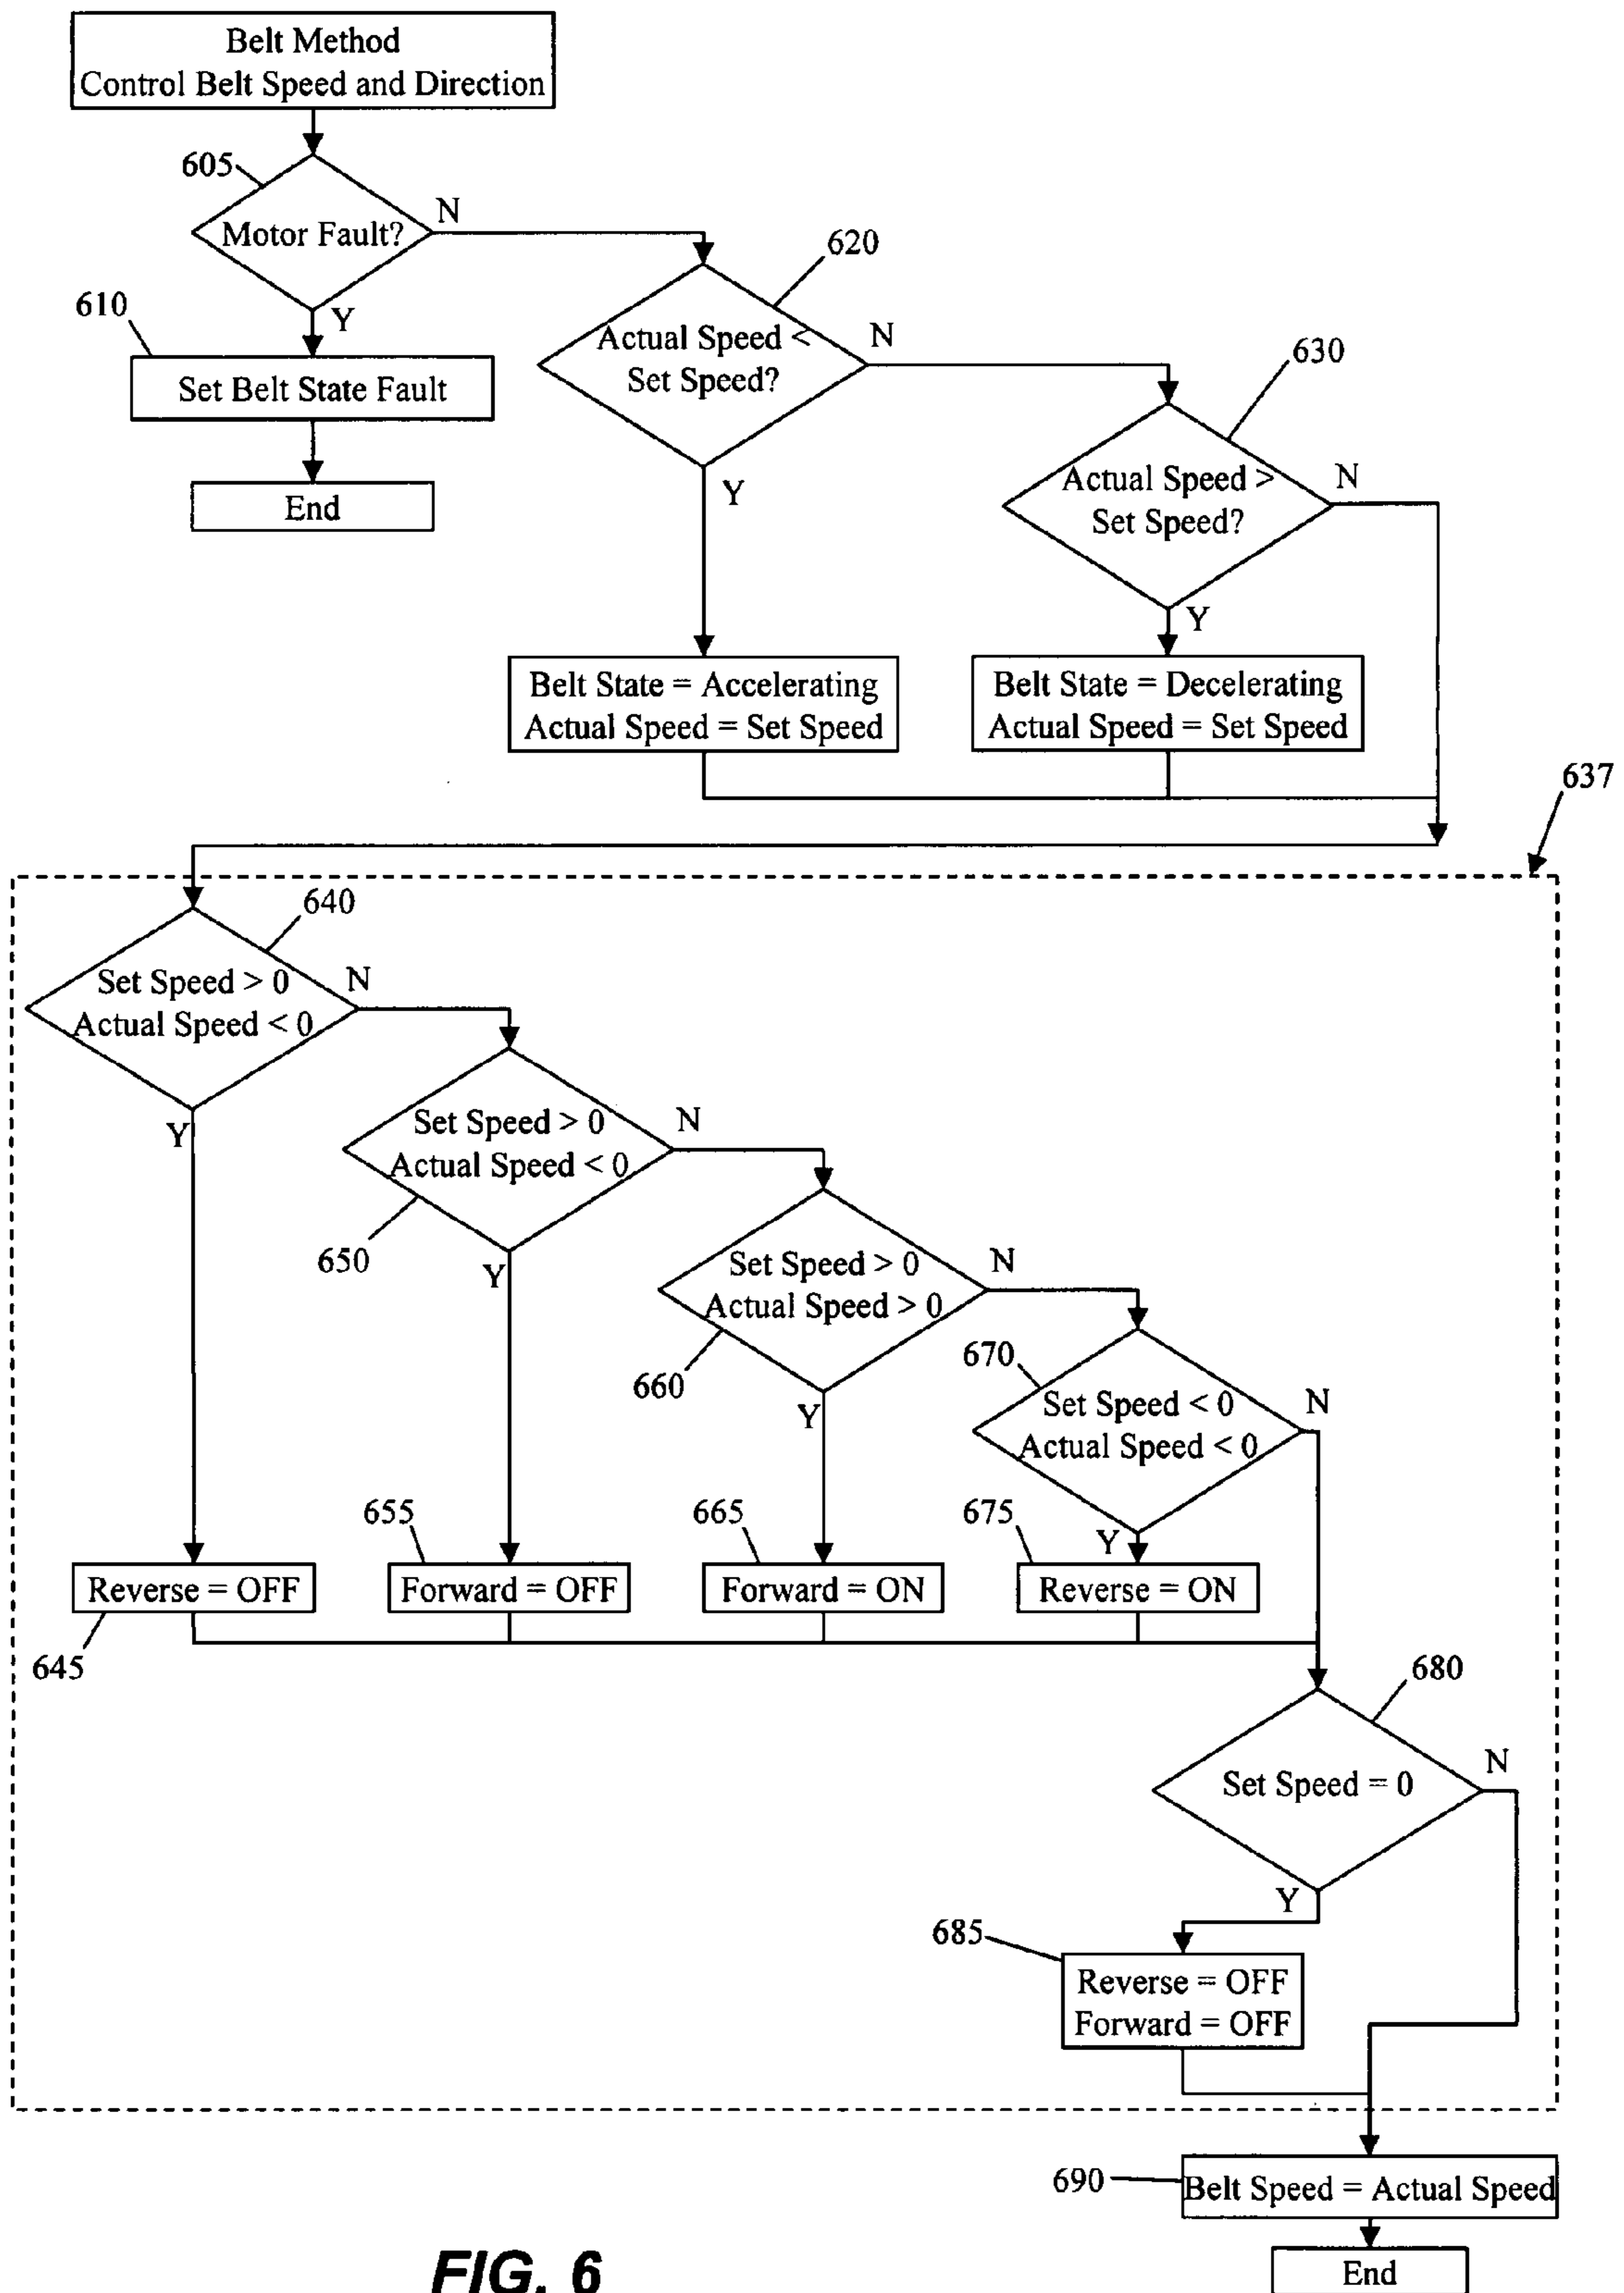 Belt Method
Control Belt Speed and Direction
605
Motor Fault?
N
Y
610
Set Belt State Fault
End
620
Actual Speed <
Set Speed?
N
Y
630
Actual Speed >
Set Speed?
N
Y
Belt State = Accelerating
Actual Speed = Set Speed
Belt State = Decelerating
Actual Speed = Set Speed
637
640
Set Speed > 0
Actual Speed < 0
N
Y
Set Speed > 0
Actual Speed < 0
N
650
Y
Set Speed > 0
Actual Speed > 0
N
660
Y
670
Set Speed < 0
Actual Speed < 0
N
Y
655
665
675
Reverse = OFF
Forward = OFF
Forward = ON
Reverse = ON
645
680
Set Speed = 0
N
Y
685
Reverse = OFF
Forward = OFF
690
Belt Speed = Actual Speed
End
FIG. 6